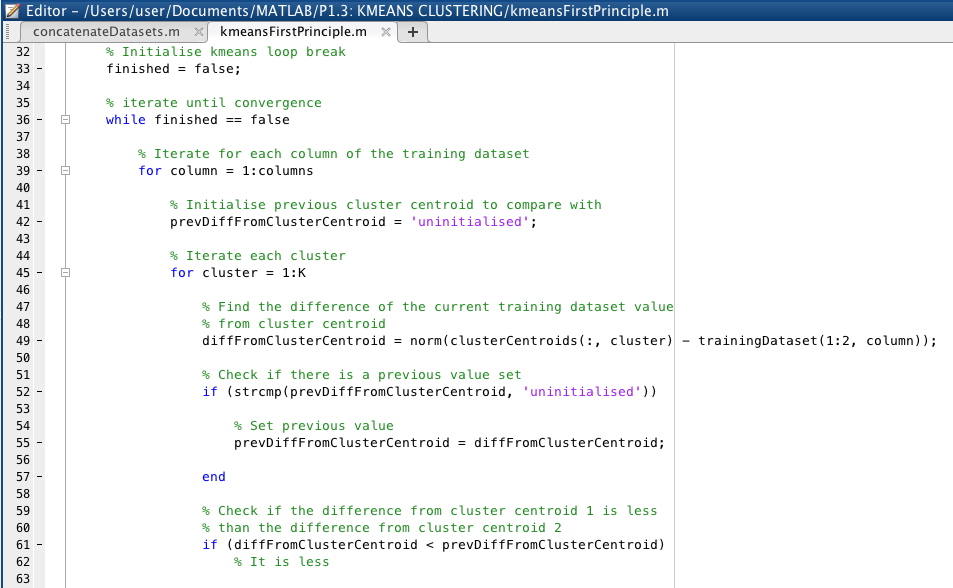 Editor – /Users/user/Documents/MATLAB/P1.3: KMEANS CLUSTERING/kmeansFirstPrinciple.m
concatenateDatasets.m × kmeansFirstPrinciple.m × +
32 % Initialise kmeans loop break
33 – finished = false;
34
35 % iterate until convergence
36 – while finished == false
37
38 % Iterate for each column of the training dataset
39 – for column = 1:columns
40
41 % Initialise previous cluster centroid to compare with
42 – prevDiffFromClusterCentroid = 'uninitialised';
43
44 % Iterate each cluster
45 – for cluster = 1:K
46
47 % Find the difference of the current training dataset value
48 % from cluster centroid
49 – diffFromClusterCentroid = norm(clusterCentroids(:, cluster) – trainingDataset(1:2, column));
50
51 % Check if there is a previous value set
52 – if (strcmp(prevDiffFromClusterCentroid, 'uninitialised'))
53
54 % Set previous value
55 – prevDiffFromClusterCentroid = diffFromClusterCentroid;
56
57 – end
58
59 % Check if the difference from cluster centroid 1 is less
60 % than the difference from cluster centroid 2
61 – if (diffFromClusterCentroid < prevDiffFromClusterCentroid)
62 % It is less
63